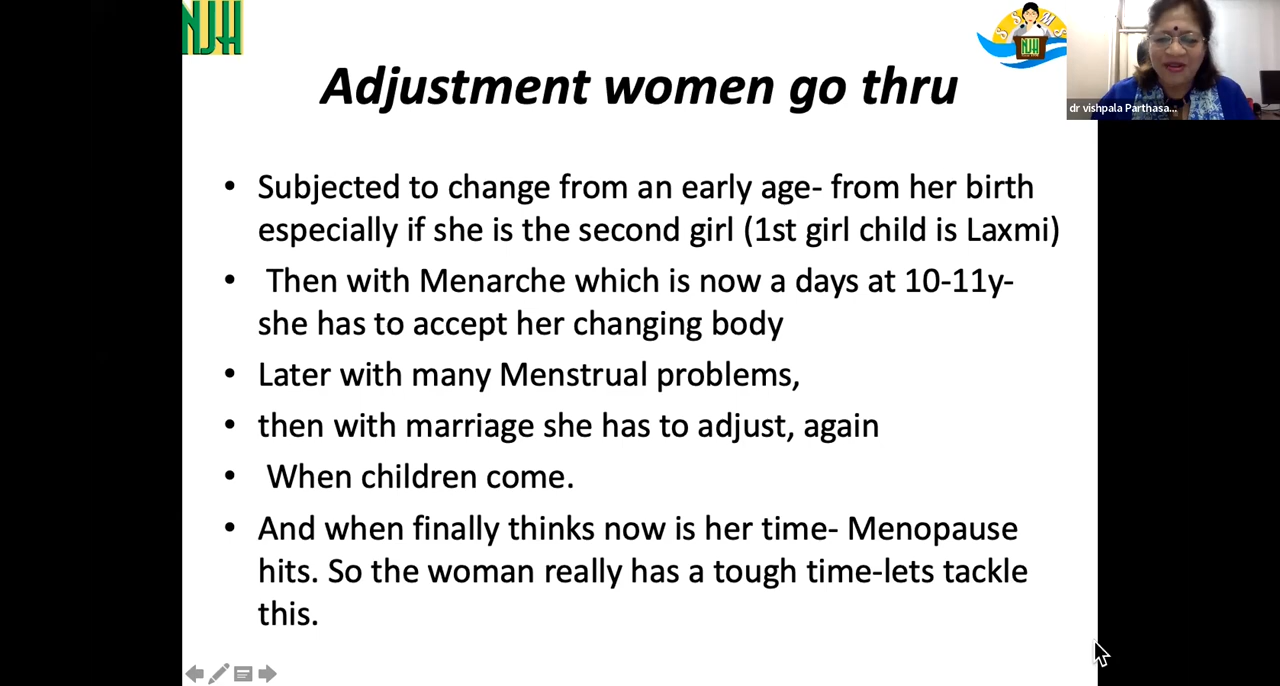 NJH
S S M S
NJH
Adjustment women go thru
dr vishpala Parthasa...
• Subjected to change from an early age- from her birth
especially if she is the second girl (1st girl child is Laxmi)
• Then with Menarche which is now a days at 10-11y-
she has to accept her changing body
• Later with many Menstrual problems,
• then with marriage she has to adjust, again
• When children come.
• And when finally thinks now is her time- Menopause
hits. So the woman really has a tough time-lets tackle
this.